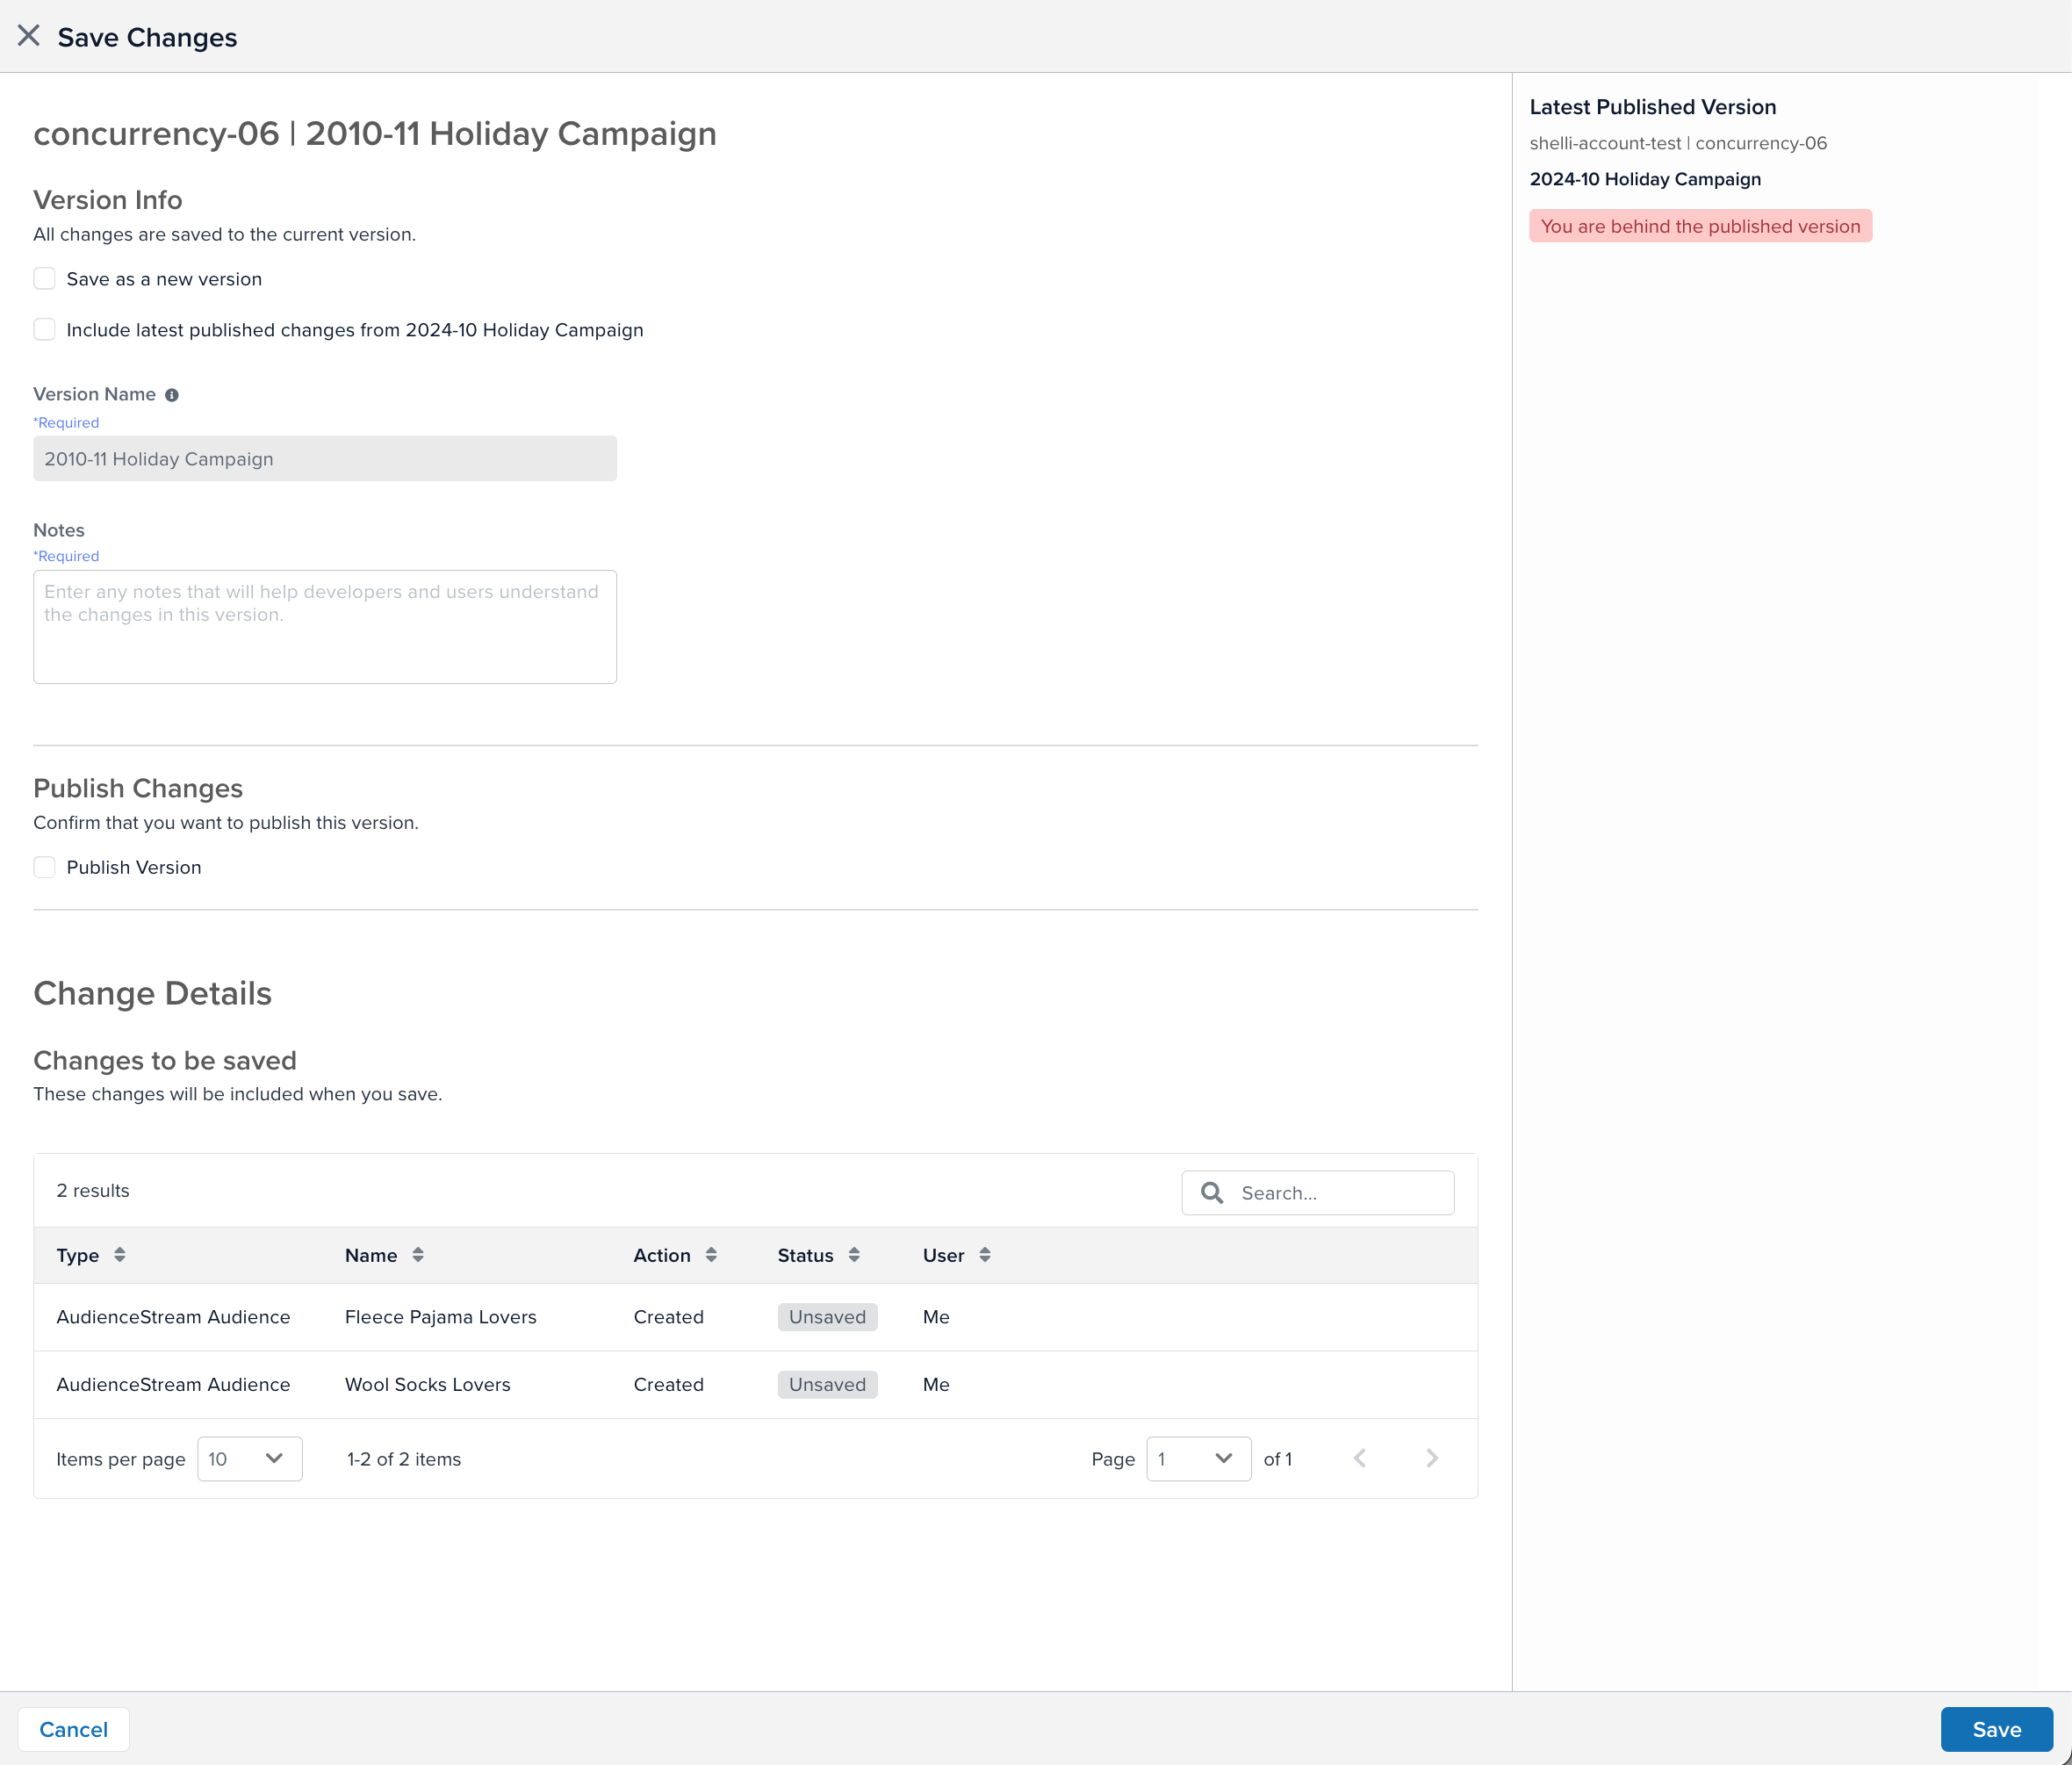 Save Changes
concurrency-06 | 2010-11 Holiday Campaign
Version Info
All changes are saved to the current version.
Save as a new version
Include latest published changes from 2024-10 Holiday Campaign
Version Name
*Required
2010-11 Holiday Campaign
Notes
*Required
Enter any notes that will help developers and users understand
the changes in this version.
Publish Changes
Confirm that you want to publish this version.
Publish Version
Change Details
Changes to be saved
These changes will be included when you save.
2 results
Search...
Type Name Action Status User
AudienceStream Audience Fleece Pajama Lovers Created Unsaved Me
AudienceStream Audience Wool Socks Lovers Created Unsaved Me
Items per page 10 1-2 of 2 items Page 1 of 1
Latest Published Version
shelli-account-test | concurrency-06
2024-10 Holiday Campaign
You are behind the published version
Cancel
Save